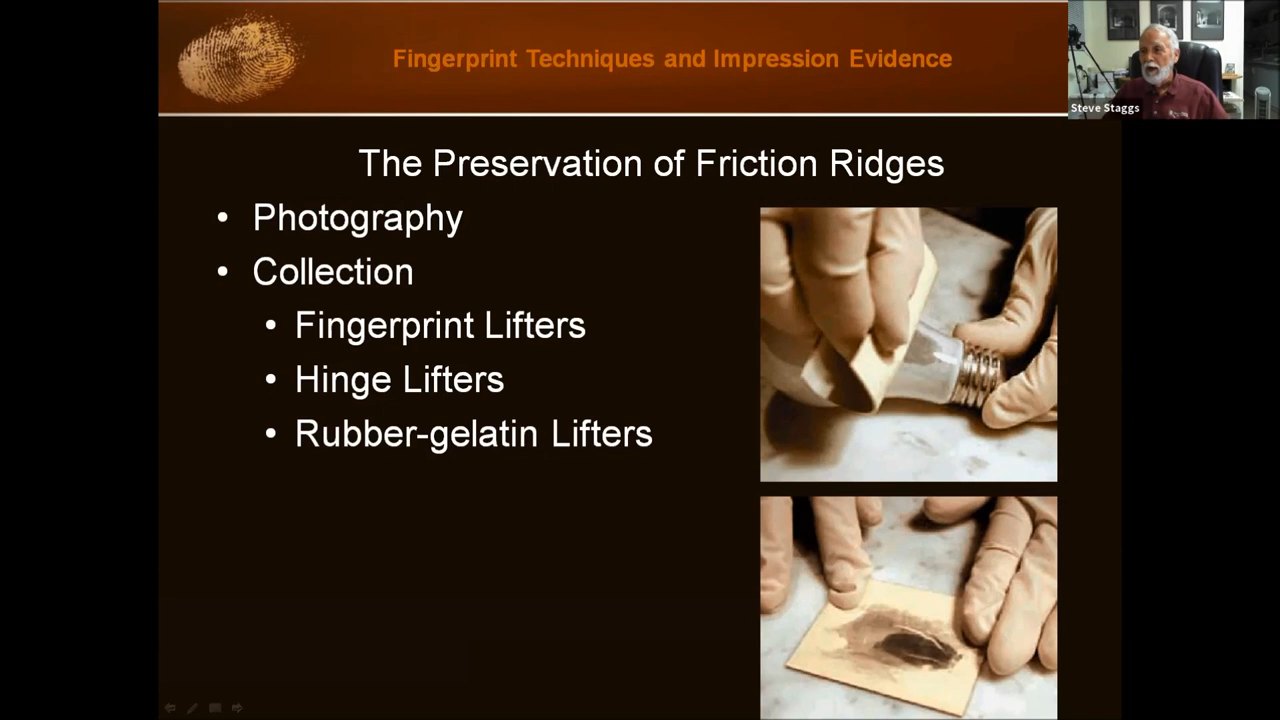 Fingerprint Techniques and Impression Evidence
Steve Staggs
The Preservation of Friction Ridges
• Photography
• Collection
• Fingerprint Lifters
• Hinge Lifters
• Rubber-gelatin Lifters